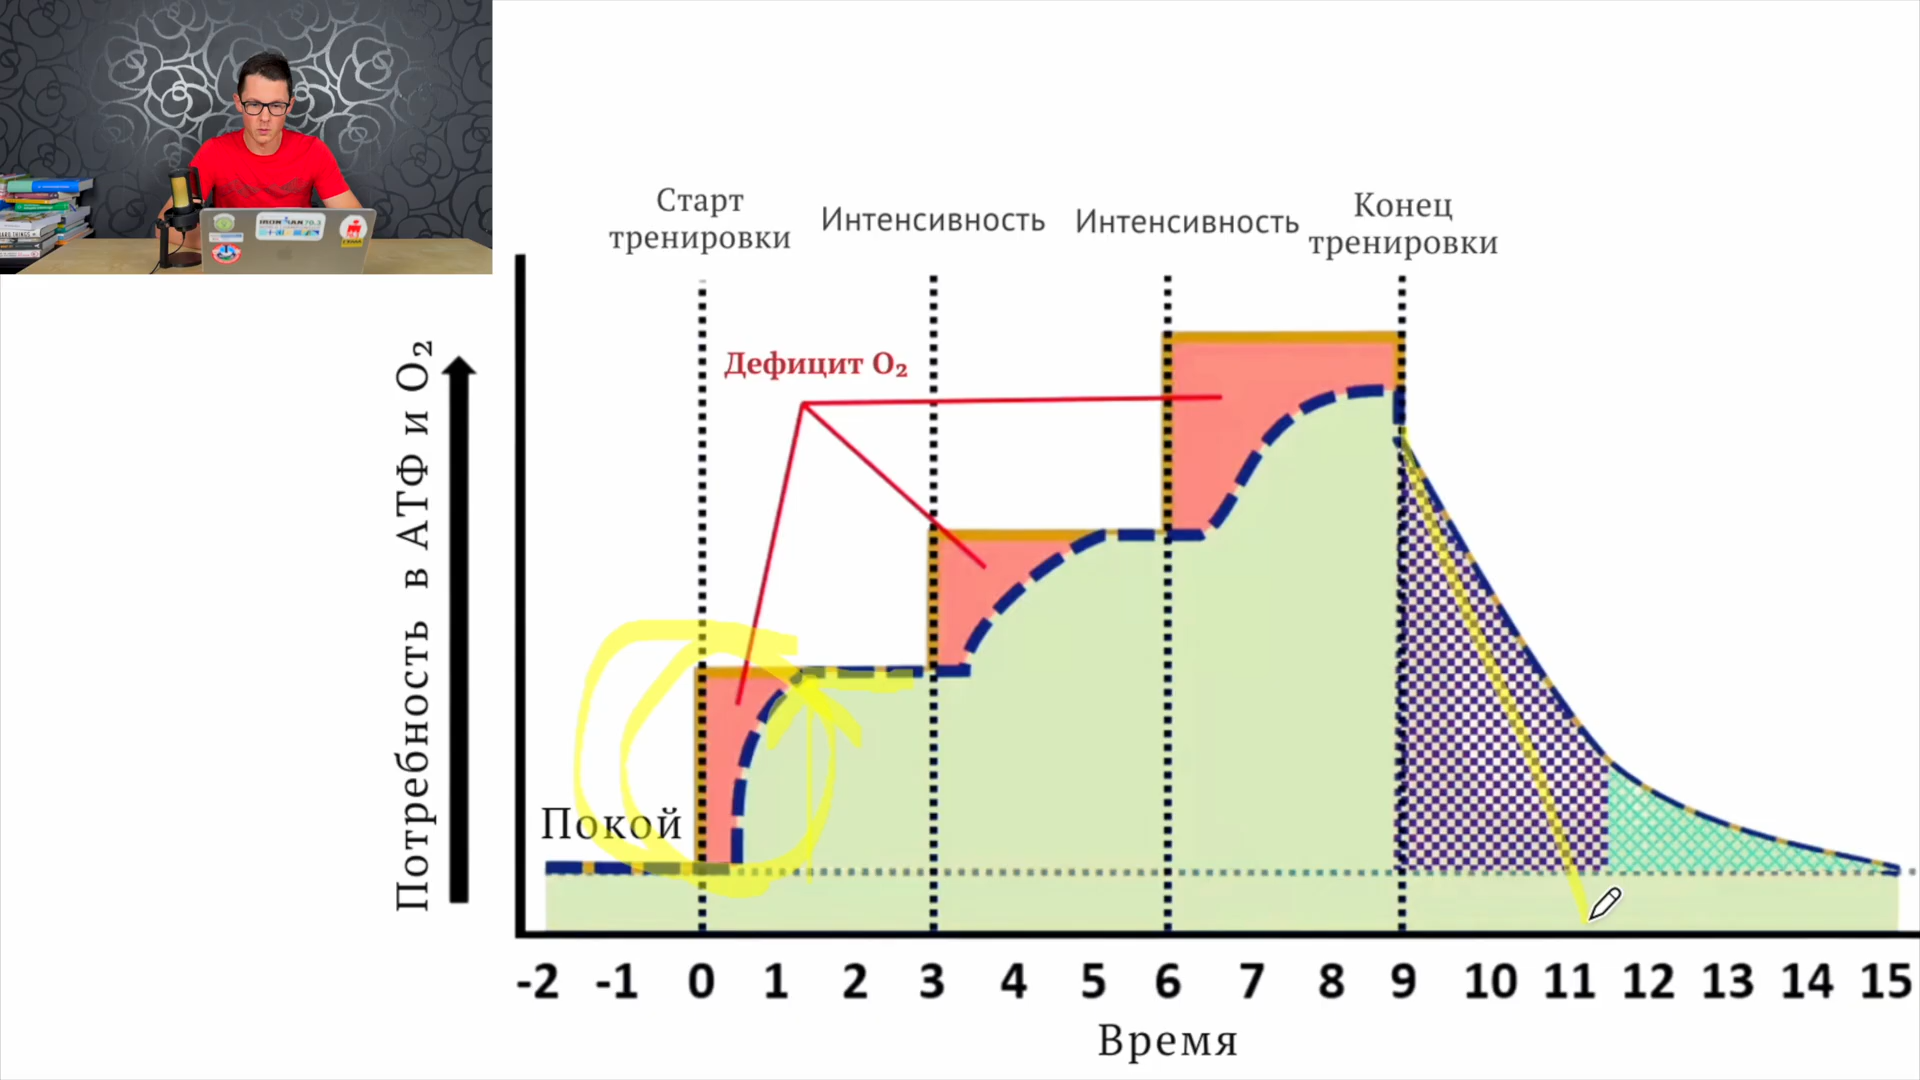 IRONMAN 70.3
Старт
тренировки
Интенсивность
Интенсивность
Конец
тренировки
Дефицит O₂
Потребность в АТФ и O₂
Покой
-2 -1 0 1 2 3 4 5 6 7 8 9 10 11 12 13 14 15
Время